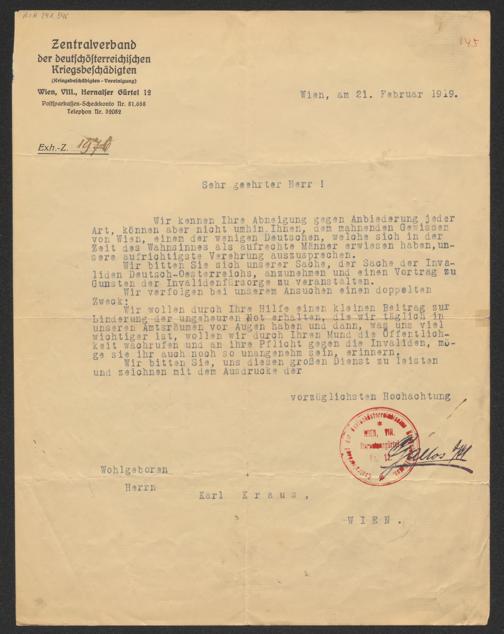 145
Zentralverband
der deutschösterreichischen
Kriegsbeschädigten
(Kriegsbeschädigten-Vereinigung)
Wien, VIII., Hernalser Gürtel 12
Postsparkassen-Scheckkonto Nr. 81.658
Telephon Nr. 32082
Wien, am 21. Februar 1919.
Exh.-Z.
Sehr geehrter Herr !
Wir kennen Ihre Abneigung gegen Anbiederung jeder
Art, können aber nicht umhin Ihnen, dem mahnenden Gewissen
von Wien, einem der wenigen Deutschen, welche sich in der
Zeit des Wahnsinnes als aufrechte Männer erwiesen haben,un-
sere aufrichtigste Verehrung auszusprechen.
Wir bitten Sie sich unserer Sache, der Sache der Inva-
liden Deutsch-Oesterreichs, anzunehmen und einen Vortrag zu
Gunsten der Invalidenfürsorge zu veranstalten.
Wir verfolgen bei unserem Ansuchen einen doppelten
Zweck:
Wir wollen durch Ihre Hilfe einen kleinen Beitrag zur
Linderung der ungeheuren Not erhalten, die wir täglich in
unseren Amtsräumen vor Augen haben und dann, was uns viel
wichtiger ist, wollen wir durch Ihren Mund die Öffentlich-
keit wachrufen und an ihre Pflicht gegen die Invaliden, mö-
ge sie ihr auch noch so unangenehm sein, erinnern.
Wir bitten Sie, uns diesen großen Dienst zu leisten
und zeichnen mit dem Ausdrucke der
vorzüglichsten Hochachtung
WIEN, VIII.
Wohlgeboren
Herrn
Karl Kraus,
WIEN.